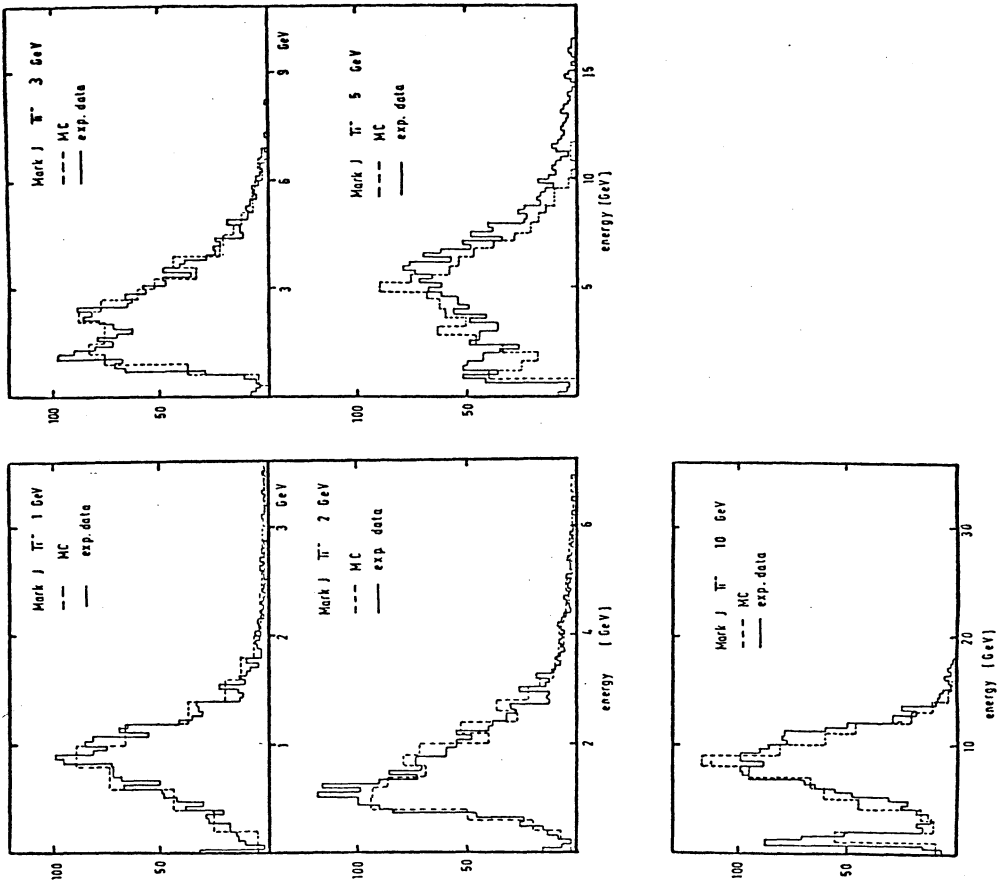 Mark J π⁻ 1 GeV
--- MC
— exp. data
100
50
1
2
3
GeV
Mark J π⁻ 2 GeV
--- MC
— exp. data
100
50
2
4
6
energy [GeV]
Mark J π⁻ 3 GeV
--- MC
— exp. data
100
50
3
6
9
GeV
Mark J π⁻ 5 GeV
--- MC
— exp. data
100
50
5
10
15
energy [GeV]
Mark J π⁻ 10 GeV
--- MC
— exp. data
100
50
10
20
30
energy [GeV]